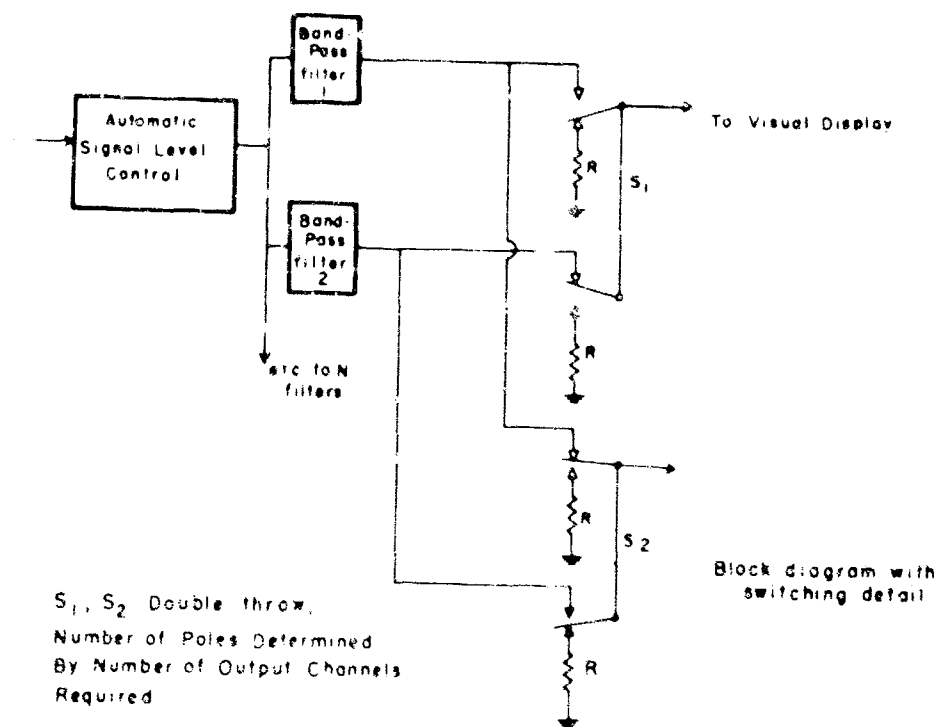 Band-
Pass
filter
1
Automatic
Signal Level
Control
To Visual Display
R
S₁
Band-
Pass
filter
2
R
etc to N
filters
R
S₂
Block diagram with
switching detail
S₁, S₂ Double throw,
Number of Poles Determined
By Number of Output Channels
Required
R